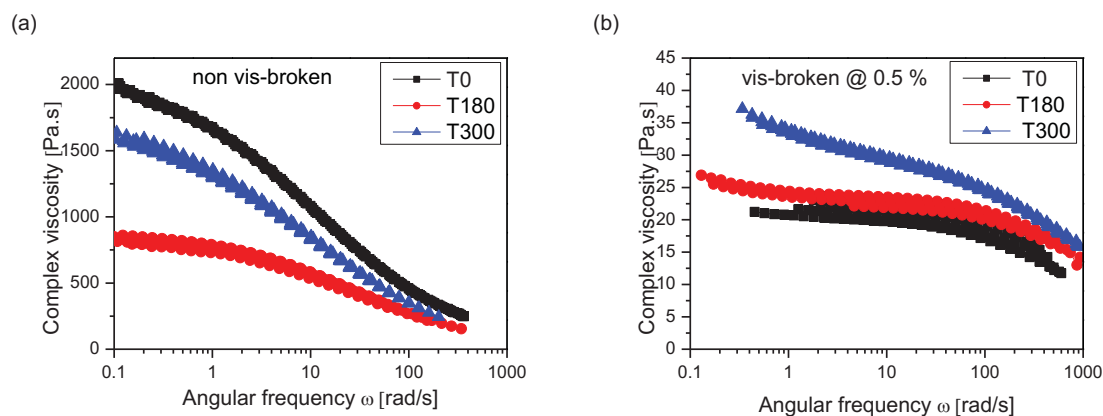 (a)
non vis-broken
T0
T180
T300
Complex viscosity [Pa.s]
2000
1500
1000
500
0
0.1 1 10 100 1000
Angular frequency ω [rad/s]
(b)
vis-broken @ 0.5 %
T0
T180
T300
Complex viscosity [Pa.s]
45
40
35
30
25
20
15
10
5
0
0.1 1 10 100 1000
Angular frequency ω [rad/s]